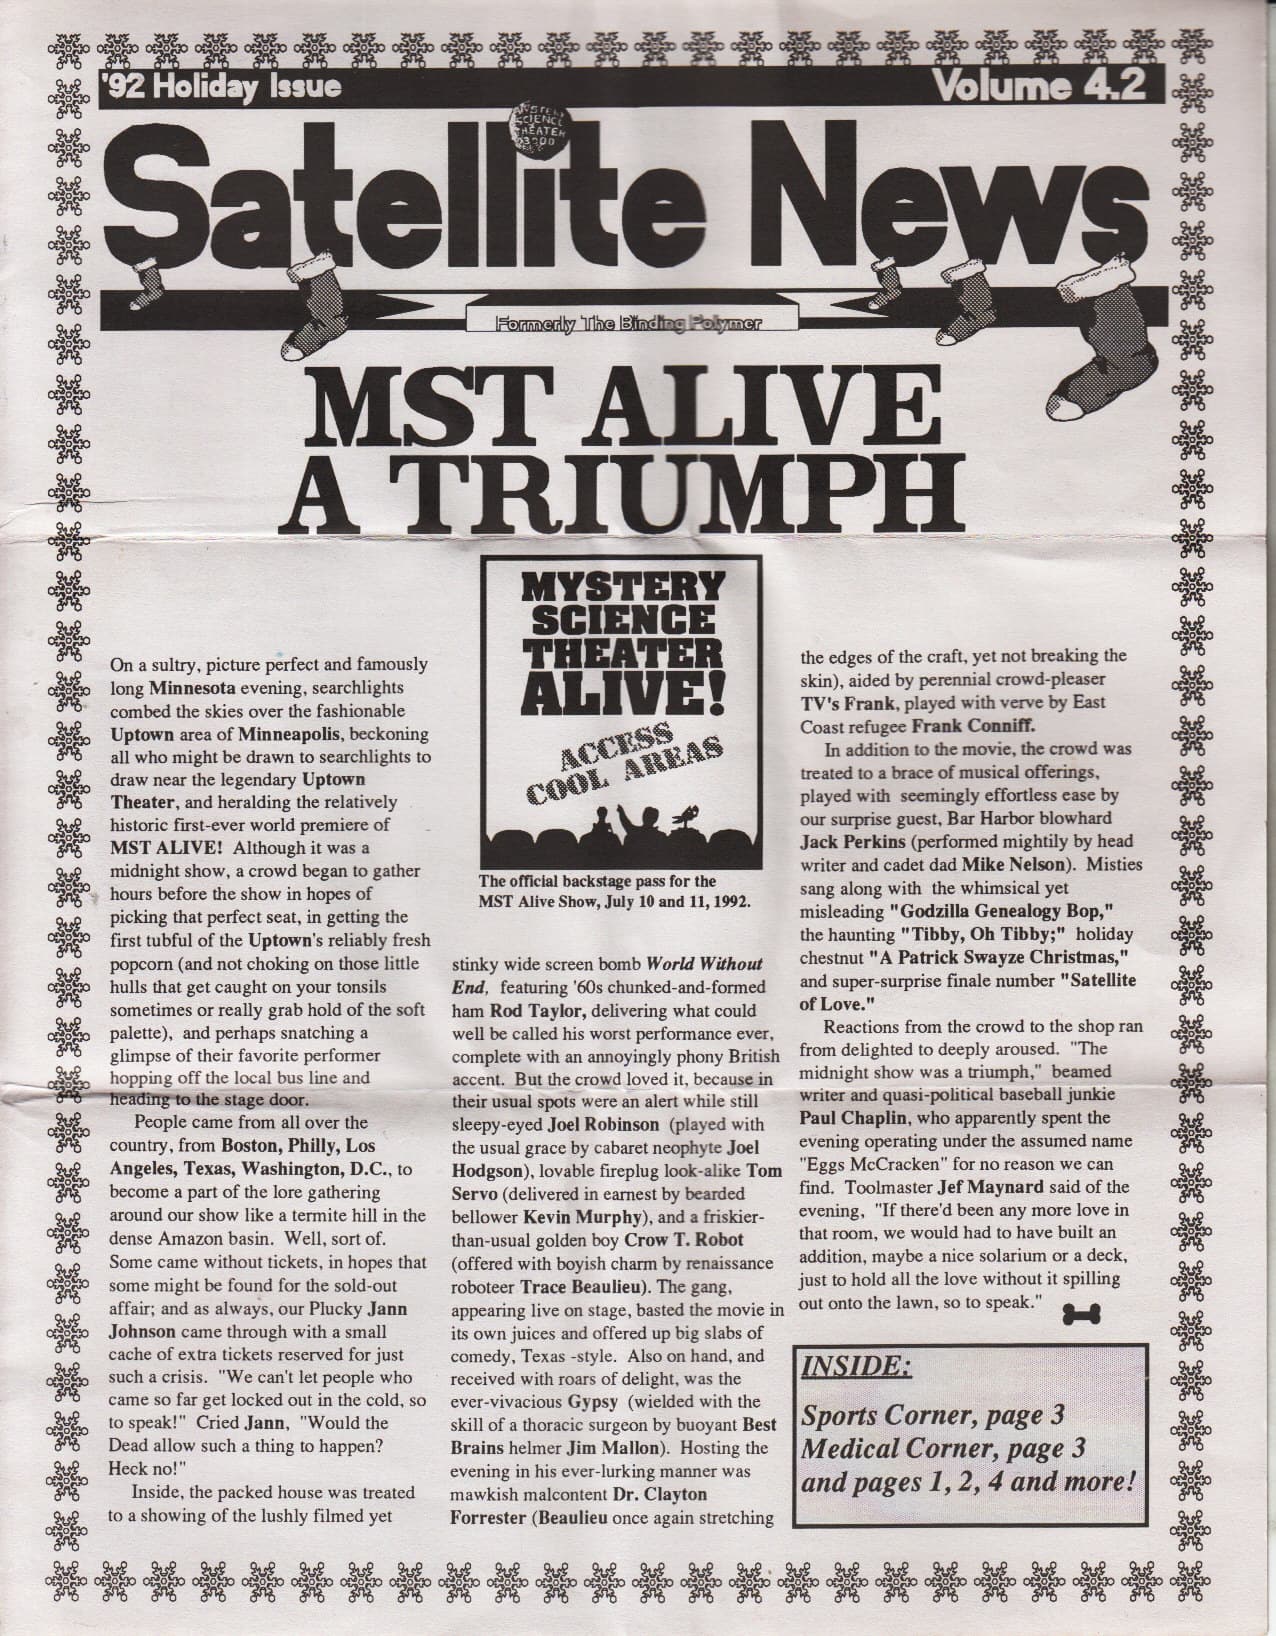 '92 Holiday Issue
Volume 4.2
MYSTERY
SCIENCE
THEATER
3000
Satellite News
Formerly The Binding Polymer
MST ALIVE
A TRIUMPH
On a sultry, picture perfect and famously
long Minnesota evening, searchlights
combed the skies over the fashionable
Uptown area of Minneapolis, beckoning
all who might be drawn to searchlights to
draw near the legendary Uptown
Theater, and heralding the relatively
historic first-ever world premiere of
MST ALIVE! Although it was a
midnight show, a crowd began to gather
hours before the show in hopes of
picking that perfect seat, in getting the
first tubful of the Uptown's reliably fresh
popcorn (and not choking on those little
hulls that get caught on your tonsils
sometimes or really grab hold of the soft
palette), and perhaps snatching a
glimpse of their favorite performer
hopping off the local bus line and
heading to the stage door.
People came from all over the
country, from Boston, Philly, Los
Angeles, Texas, Washington, D.C., to
become a part of the lore gathering
around our show like a termite hill in the
dense Amazon basin. Well, sort of.
Some came without tickets, in hopes that
some might be found for the sold-out
affair; and as always, our Plucky Jann
Johnson came through with a small
cache of extra tickets reserved for just
such a crisis. "We can't let people who
came so far get locked out in the cold, so
to speak!" Cried Jann, "Would the
Dead allow such a thing to happen?
Heck no!"
Inside, the packed house was treated
to a showing of the lushly filmed yet
MYSTERY
SCIENCE
THEATER
ALIVE!
ACCESS
COOL AREAS
The official backstage pass for the
MST Alive Show, July 10 and 11, 1992.
stinky wide screen bomb World Without
End, featuring '60s chunked-and-formed
ham Rod Taylor, delivering what could
well be called his worst performance ever,
complete with an annoyingly phony British
accent. But the crowd loved it, because in
their usual spots were an alert while still
sleepy-eyed Joel Robinson (played with
the usual grace by cabaret neophyte Joel
Hodgson), lovable fireplug look-alike Tom
Servo (delivered in earnest by bearded
bellower Kevin Murphy), and a friskier-
than-usual golden boy Crow T. Robot
(offered with boyish charm by renaissance
roboteer Trace Beaulieu). The gang,
appearing live on stage, basted the movie in
its own juices and offered up big slabs of
comedy, Texas -style. Also on hand, and
received with roars of delight, was the
ever-vivacious Gypsy (wielded with the
skill of a thoracic surgeon by buoyant Best
Brains helmer Jim Mallon). Hosting the
evening in his ever-lurking manner was
mawkish malcontent Dr. Clayton
Forrester (Beaulieu once again stretching
the edges of the craft, yet not breaking the
skin), aided by perennial crowd-pleaser
TV's Frank, played with verve by East
Coast refugee Frank Conniff.
In addition to the movie, the crowd was
treated to a brace of musical offerings,
played with seemingly effortless ease by
our surprise guest, Bar Harbor blowhard
Jack Perkins (performed mightily by head
writer and cadet dad Mike Nelson). Misties
sang along with the whimsical yet
misleading "Godzilla Genealogy Bop,"
the haunting "Tibby, Oh Tibby;" holiday
chestnut "A Patrick Swayze Christmas,"
and super-surprise finale number "Satellite
of Love."
Reactions from the crowd to the shop ran
from delighted to deeply aroused. "The
midnight show was a triumph," beamed
writer and quasi-political baseball junkie
Paul Chaplin, who apparently spent the
evening operating under the assumed name
"Eggs McCracken" for no reason we can
find. Toolmaster Jef Maynard said of the
evening, "If there'd been any more love in
that room, we would had to have built an
addition, maybe a nice solarium or a deck,
just to hold all the love without it spilling
out onto the lawn, so to speak."
INSIDE:
Sports Corner, page 3
Medical Corner, page 3
and pages 1, 2, 4 and more!